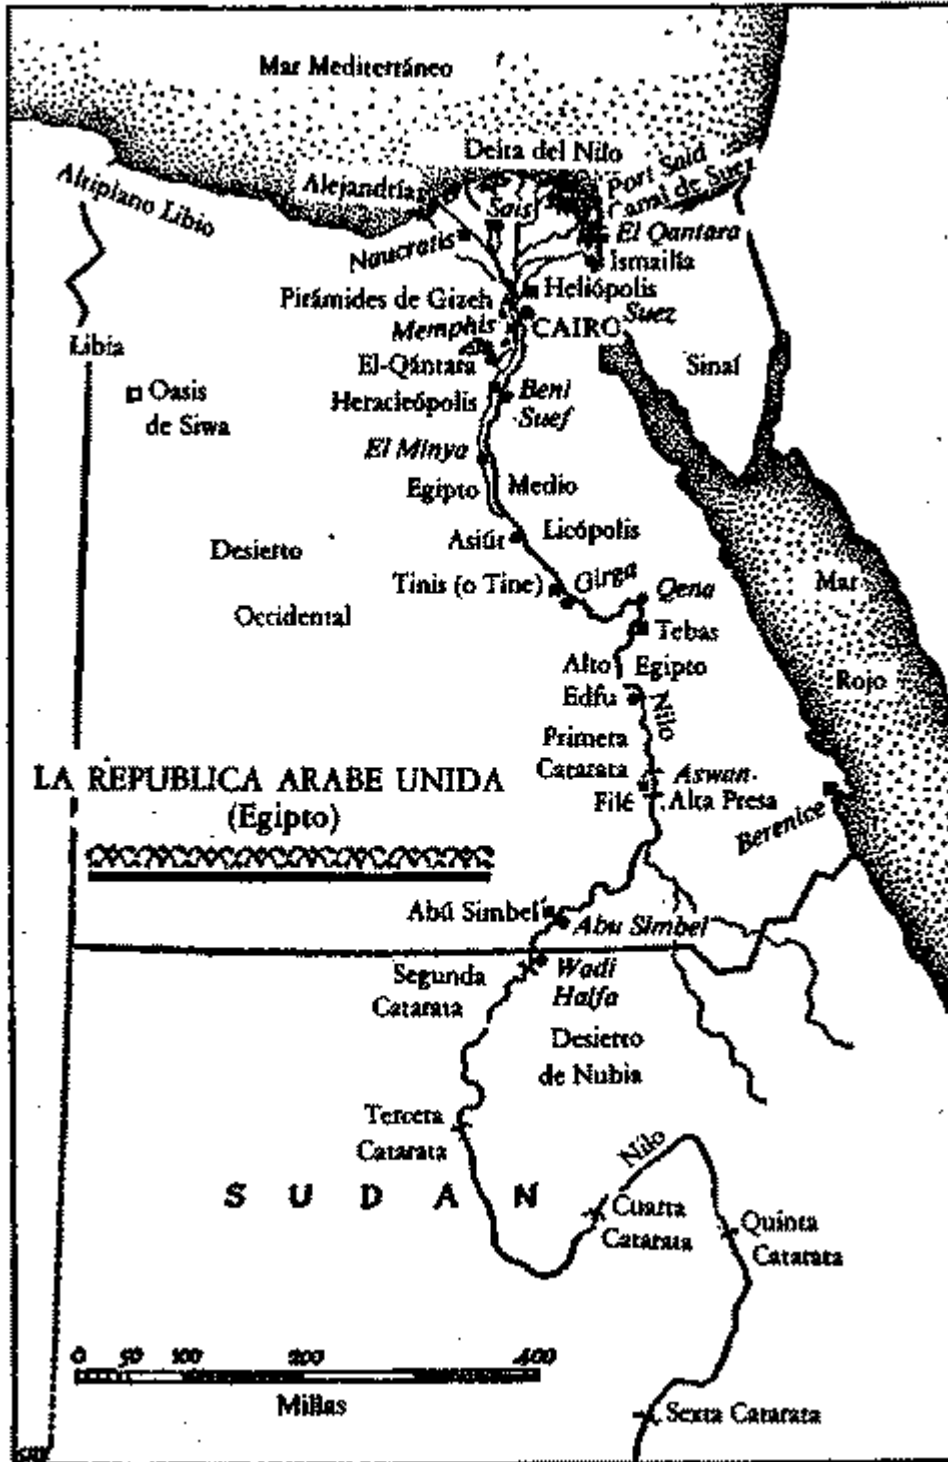 Mar Mediterráneo
Delta del Nilo
Port Said
Canal de Suez
Alejandría
Altiplano Libio
Sais
Naucratis
El Qantara
Ismailía
Heliópolis
Pirámides de Gizeh
Suez
Memphis
CAIRO
Libia
El-Qántara
Sinaí
Oasis
de Siwa
Heracleópolis
Beni
Suef
El Minya
Egipto Medio
Licópolis
Asiût
Desierto
Occidental
Tinis (o Tine)
Girga
Qena
Mar
Rojo
Tebas
Alto Egipto
Edfu
Nilo
Primera
Catarata
LA REPUBLICA ARABE UNIDA
(Egipto)
Aswan-
Alta Presa
Filé
Berenice
Abû Simbel
Abu Simbel
Segunda
Catarata
Wadi
Halfa
Desierto
de Nubia
Tercera
Catarata
Nilo
SUDAN
Cuarta
Catarata
Quinta
Catarata
0 50 100 200 400
Millas
Sexta Catarata